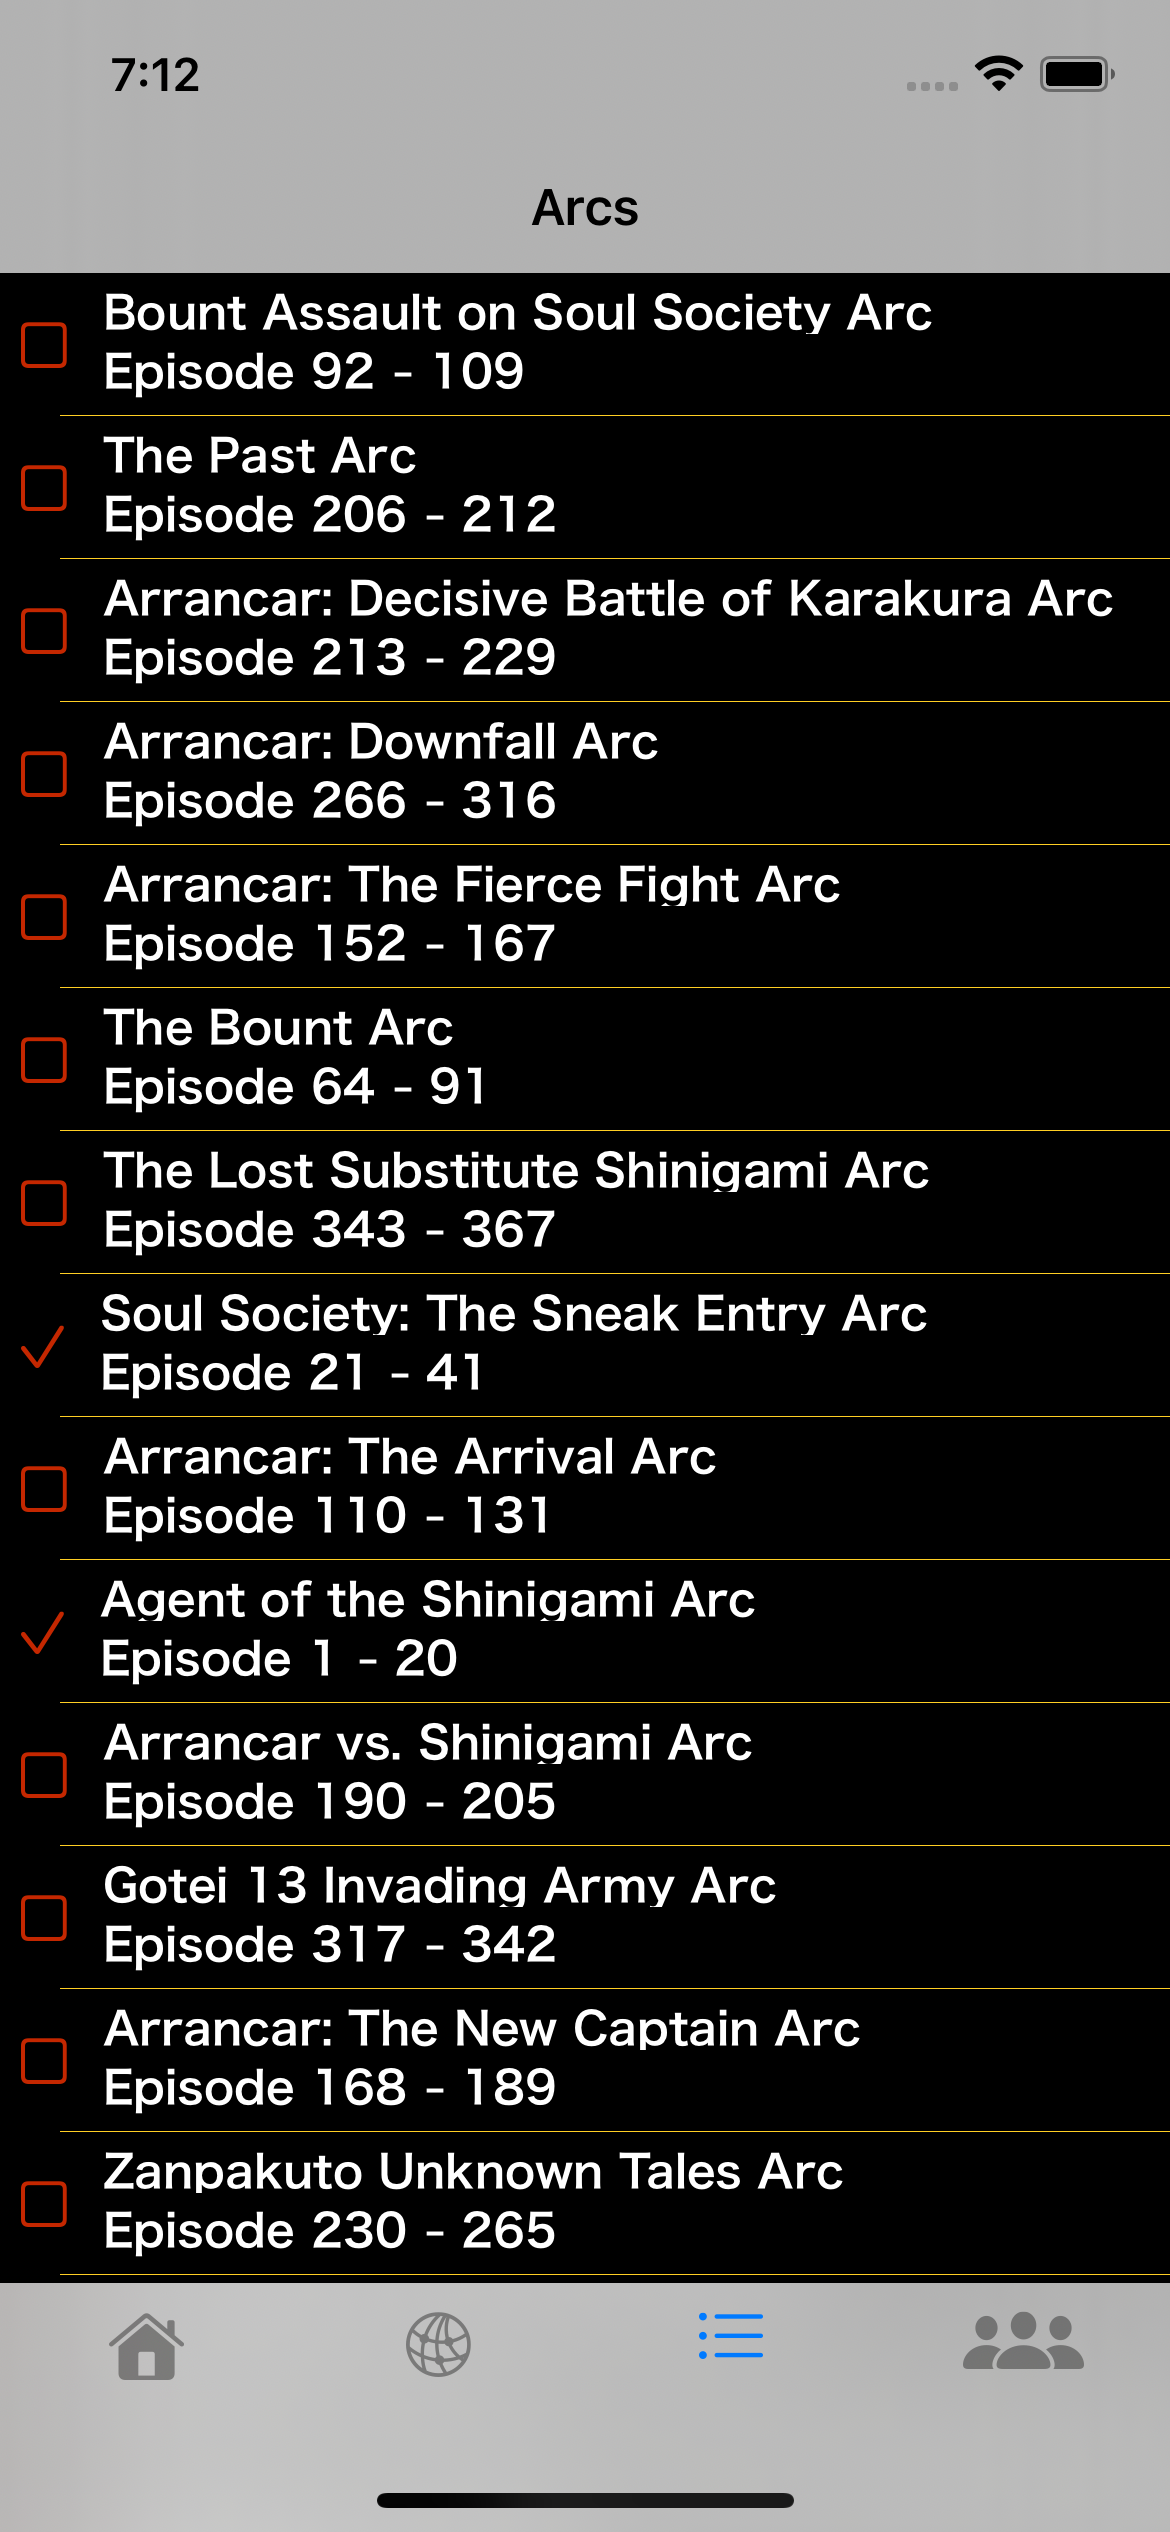 7:12
Arcs
Bount Assault on Soul Society Arc
Episode 92 - 109
The Past Arc
Episode 206 - 212
Arrancar: Decisive Battle of Karakura Arc
Episode 213 - 229
Arrancar: Downfall Arc
Episode 266 - 316
Arrancar: The Fierce Fight Arc
Episode 152 - 167
The Bount Arc
Episode 64 - 91
The Lost Substitute Shinigami Arc
Episode 343 - 367
Soul Society: The Sneak Entry Arc
Episode 21 - 41
Arrancar: The Arrival Arc
Episode 110 - 131
Agent of the Shinigami Arc
Episode 1 - 20
Arrancar vs. Shinigami Arc
Episode 190 - 205
Gotei 13 Invading Army Arc
Episode 317 - 342
Arrancar: The New Captain Arc
Episode 168 - 189
Zanpakuto Unknown Tales Arc
Episode 230 - 265